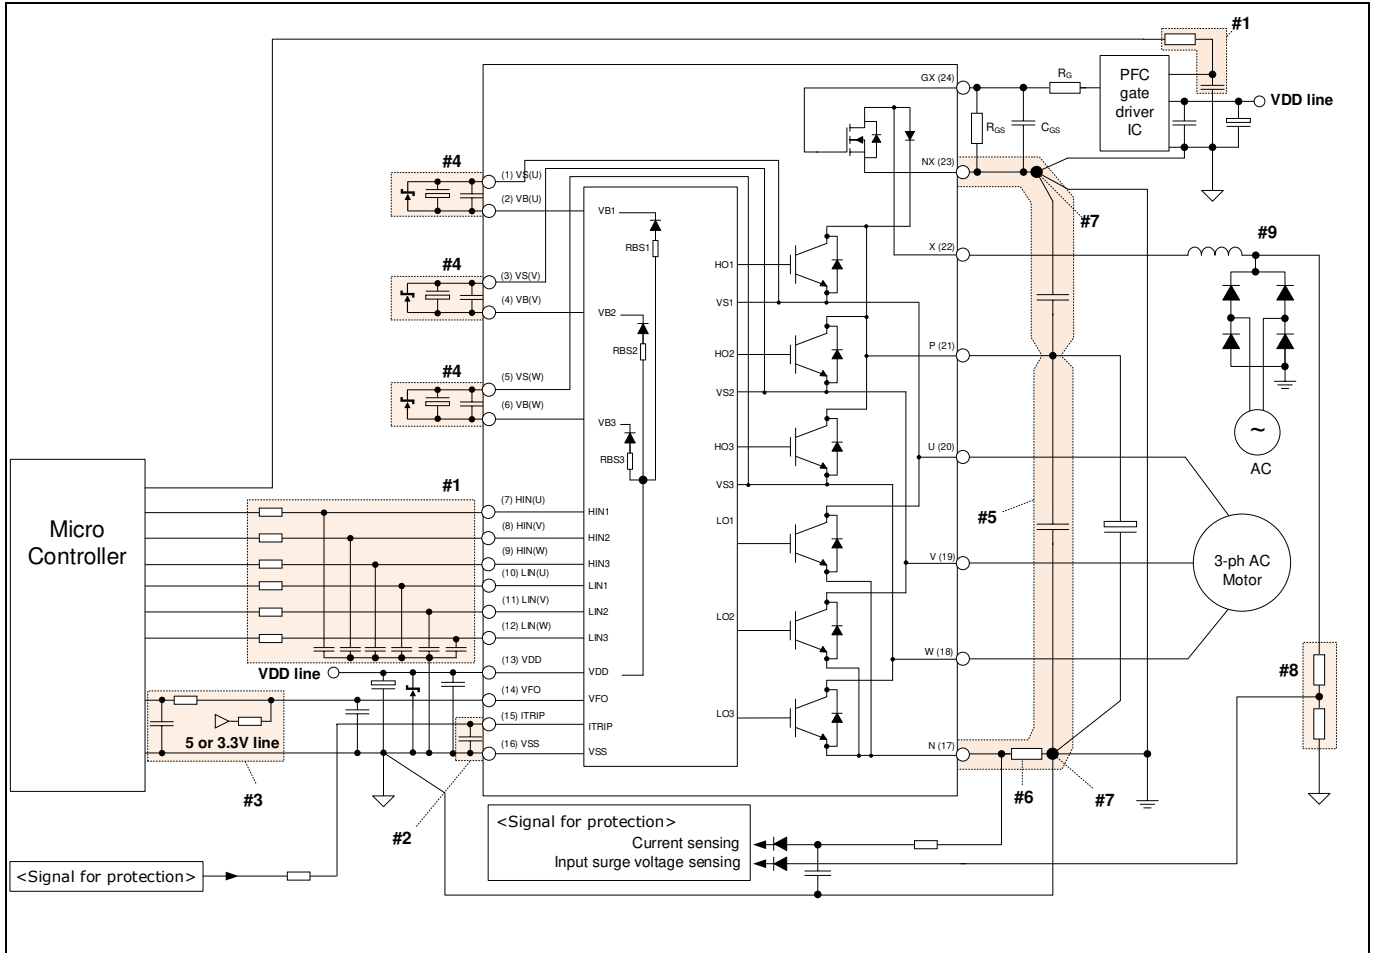 #1
GX (24)
RG
PFC
gate
driver
IC
VDD line
RGS
CGS
#4
(1) VS(U)
(2) VB(U)
NX (23)
#7
VB1
RBS1
#9
X (22)
HO1
VS1
#4
(3) VS(V)
(4) VB(V)
VB2
RBS2
HO2
VS2
P (21)
#4
(5) VS(W)
(6) VB(W)
VB3
RBS3
HO3
VS3
U (20)
~
AC
Micro
Controller
#1
(7) HIN(U)
(8) HIN(V)
(9) HIN(W)
(10) LIN(U)
(11) LIN(V)
(12) LIN(W)
HIN1
HIN2
HIN3
LIN1
LIN2
LIN3
LO1
LO2
LO3
#5
V (19)
3-ph AC
Motor
W (18)
VDD line
(13) VDD
(14) VFO
(15) ITRIP
(16) VSS
VDD
VFO
ITRIP
VSS
5 or 3.3V line
#3
#2
N (17)
#6
#7
#8
<Signal for protection>
Current sensing
Input surge voltage sensing
<Signal for protection>